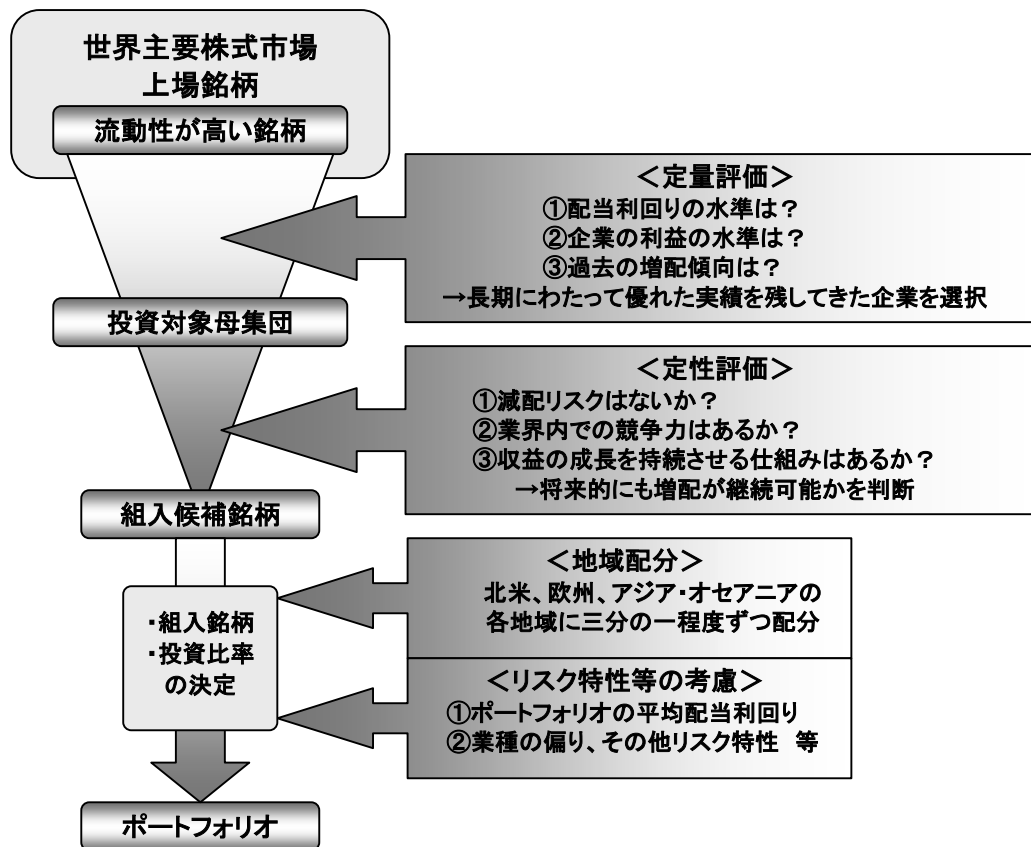 世界主要株式市場
上場銘柄
流動性が高い銘柄
＜定量評価＞
①配当利回りの水準は？
②企業の利益の水準は？
③過去の増配傾向は？
→長期にわたって優れた実績を残してきた企業を選択
投資対象母集団
＜定性評価＞
①減配リスクはないか？
②業界内での競争力はあるか？
③収益の成長を持続させる仕組みはあるか？
→将来的にも増配が継続可能かを判断
組入候補銘柄
＜地域配分＞
北米、欧州、アジア・オセアニアの
各地域に三分の一程度ずつ配分
・組入銘柄
・投資比率
の決定
＜リスク特性等の考慮＞
①ポートフォリオの平均配当利回り
②業種の偏り、その他リスク特性　等
ポートフォリオ